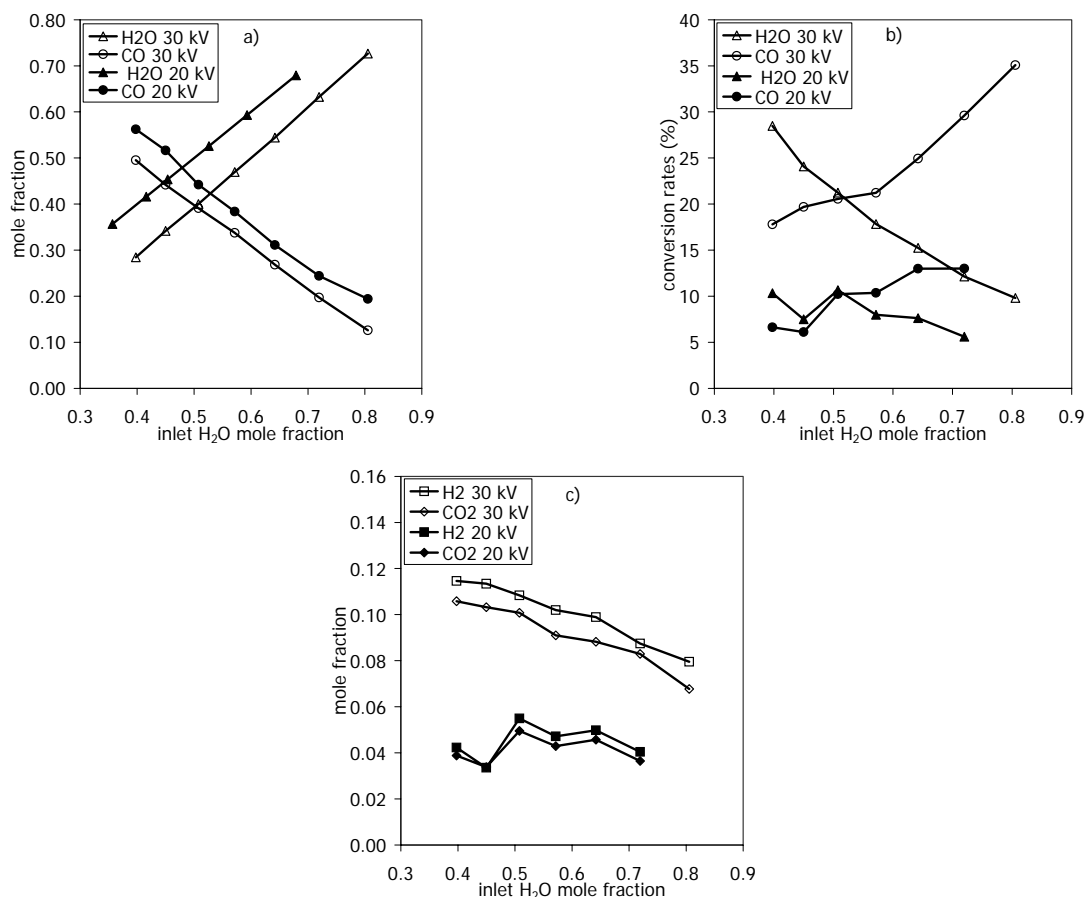 a)
H2O 30 kV
CO 30 kV
H2O 20 kV
CO 20 kV
mole fraction
0.80
0.70
0.60
0.50
0.40
0.30
0.20
0.10
0.00
0.3 0.4 0.5 0.6 0.7 0.8 0.9
inlet H₂O mole fraction
b)
H2O 30 kV
CO 30 kV
H2O 20 kV
CO 20 kV
conversion rates (%)
40
35
30
25
20
15
10
5
0
0.3 0.4 0.5 0.6 0.7 0.8 0.9
inlet H₂O mole fraction
c)
H2 30 kV
CO2 30 kV
H2 20 kV
CO2 20 kV
mole fraction
0.16
0.14
0.12
0.10
0.08
0.06
0.04
0.02
0.00
0.3 0.4 0.5 0.6 0.7 0.8 0.9
inlet H₂O mole fraction